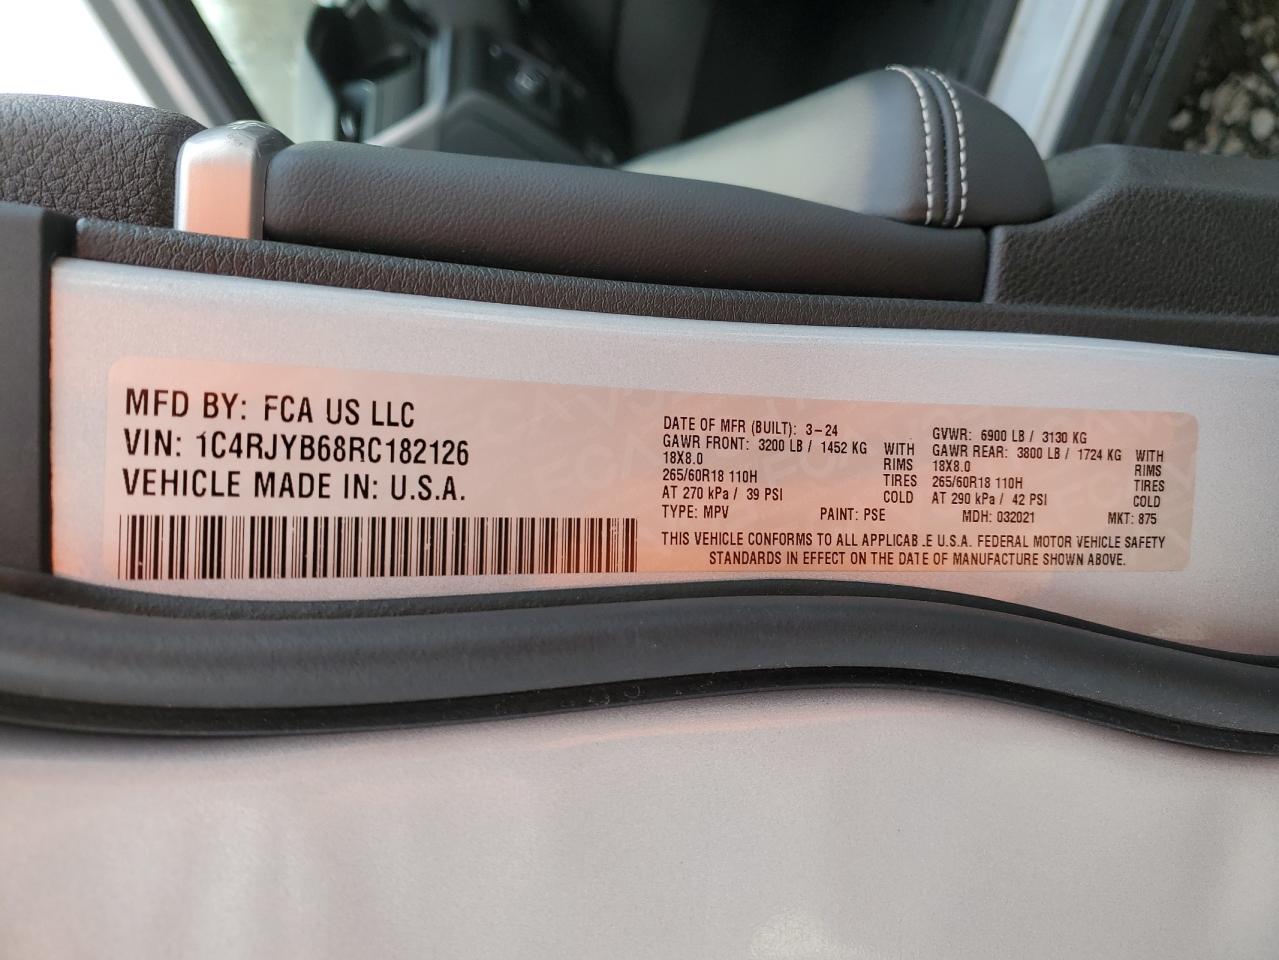 MFD BY: FCA US LLC
VIN: 1C4RJYB68RC182126
VEHICLE MADE IN: U.S.A.
DATE OF MFR (BUILT): 3-24
GAWR FRONT: 3200 LB / 1452 KG WITH
18X8.0 RIMS
265/60R18 110H TIRES
AT 270 kPa / 39 PSI COLD
GVWR: 6900 LB / 3130 KG
GAWR REAR: 3800 LB / 1724 KG WITH
18X8.0 RIMS
265/60R18 110H TIRES
AT 290 kPa / 42 PSI COLD
TYPE: MPV PAINT: PSE MDH: 032021 MKT: 875
THIS VEHICLE CONFORMS TO ALL APPLICAB.E U.S.A. FEDERAL MOTOR VEHICLE SAFETY
STANDARDS IN EFFECT ON THE DATE OF MANUFACTURE SHOWN ABOVE.